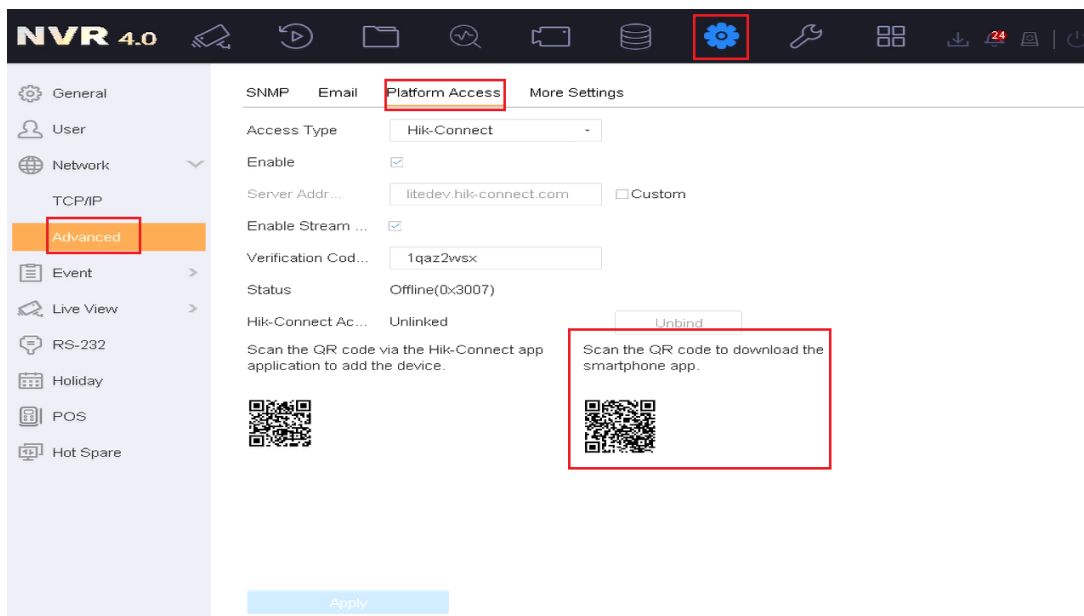 NVR 4.0
24
General
User
Network
TCP/IP
Advanced
Event
Live View
RS-232
Holiday
POS
Hot Spare
SNMP Email Platform Access More Settings
Access Type Hik-Connect
Enable
Server Addr... litedev.hik-connect.com Custom
Enable Stream ...
Verification Cod... 1qaz2wsx
Status Offline(0x3007)
Hik-Connect Ac... Unlinked Unbind
Scan the QR code via the Hik-Connect app
application to add the device.
Scan the QR code to download the
smartphone app.
Apply